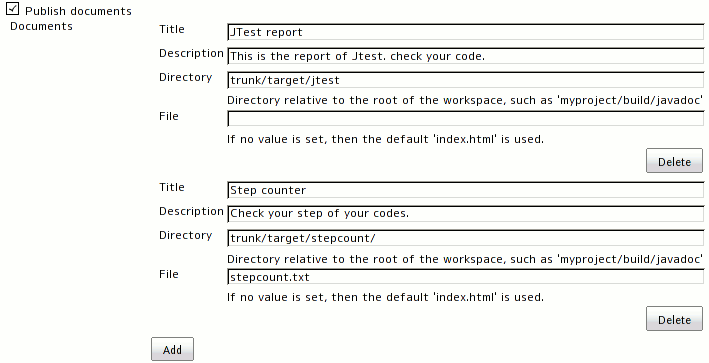 Publish documents
Documents
Title JTest report
Description This is the report of Jtest. check your code.
Directory trunk/target/jtest
Directory relative to the root of the workspace, such as 'myproject/build/javadoc'
File
If no value is set, then the default 'index.html' is used.
Delete
Title Step counter
Description Check your step of your codes.
Directory trunk/target/stepcount/
Directory relative to the root of the workspace, such as 'myproject/build/javadoc'
File stepcount.txt
If no value is set, then the default 'index.html' is used.
Delete
Add